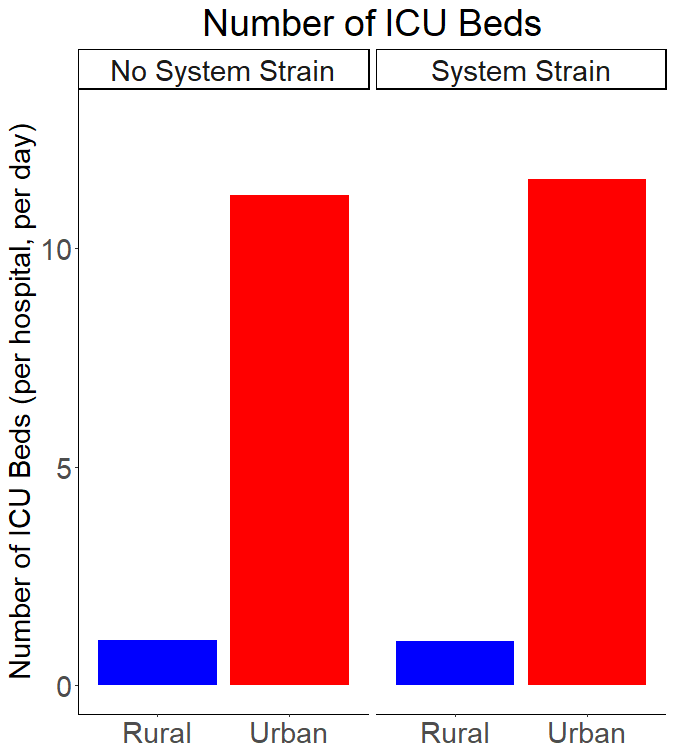 Number of ICU Beds
No System Strain
System Strain
Number of ICU Beds (per hospital, per day)
10
5
0
Rural
Urban
Rural
Urban